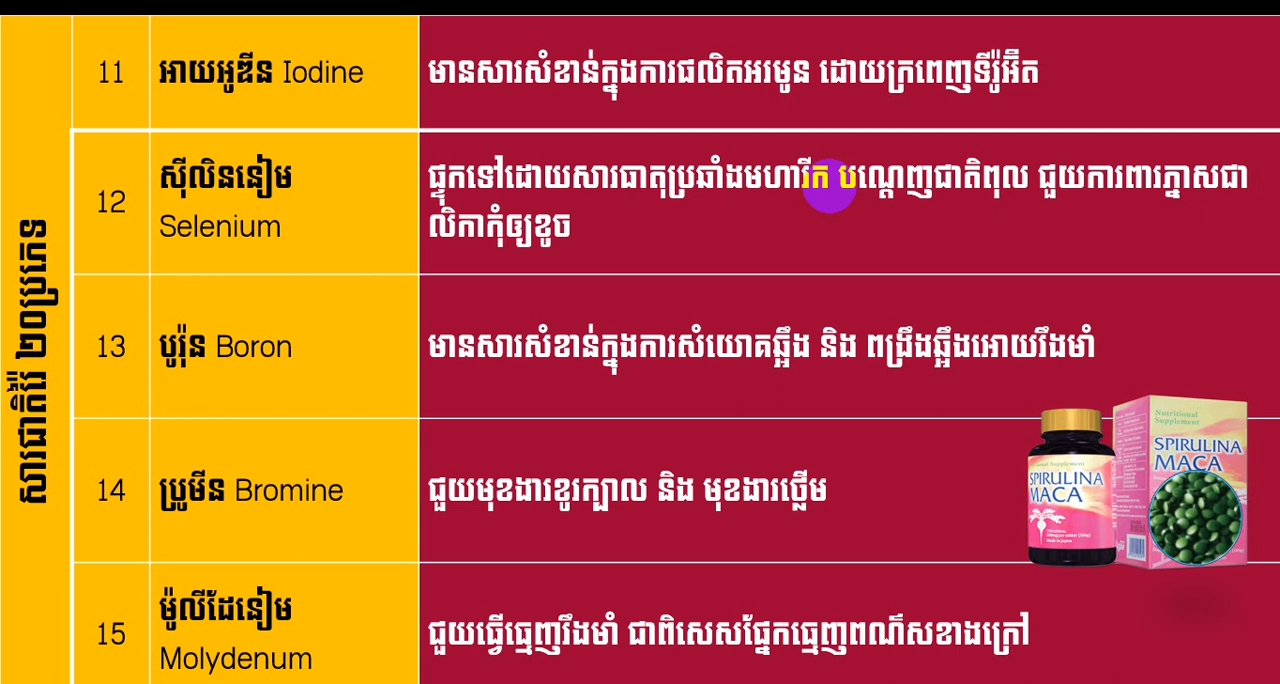 សារជាតិរ៉ែ ២០ប្រភេទ
11
អាយអូឌីន Iodine
មានសារសំខាន់ក្នុងការផលិតអរមូន ដោយក្រពេញទីរ៉ូអ៊ីត
12
ស៊ីលិននៀម
Selenium
ផ្ទុកទៅដោយសារធាតុប្រឆាំងមហារីក បណ្តេញជាតិពុល ជួយការពារភ្នាសជា
លិកាកុំឲ្យខូច
13
បូរ៉ុន Boron
មានសារសំខាន់ក្នុងការសំយោគឆ្អឹង និង ពង្រឹងឆ្អឹងអោយរឹងមាំ
14
ប្រូមីន Bromine
ជួយមុខងារខូរក្បាល និង មុខងារថ្លើម
15
ម៉ូលីដែនៀម
Molydenum
ជួយធ្វើធ្មេញរឹងមាំ ជាពិសេសផ្នែកធ្មេញពណ៌សខាងក្រៅ
Nutritional
Supplement
SPIRULINA
MACA
Nutritional Supplement
SPIRULINA
MACA
Made in Japan